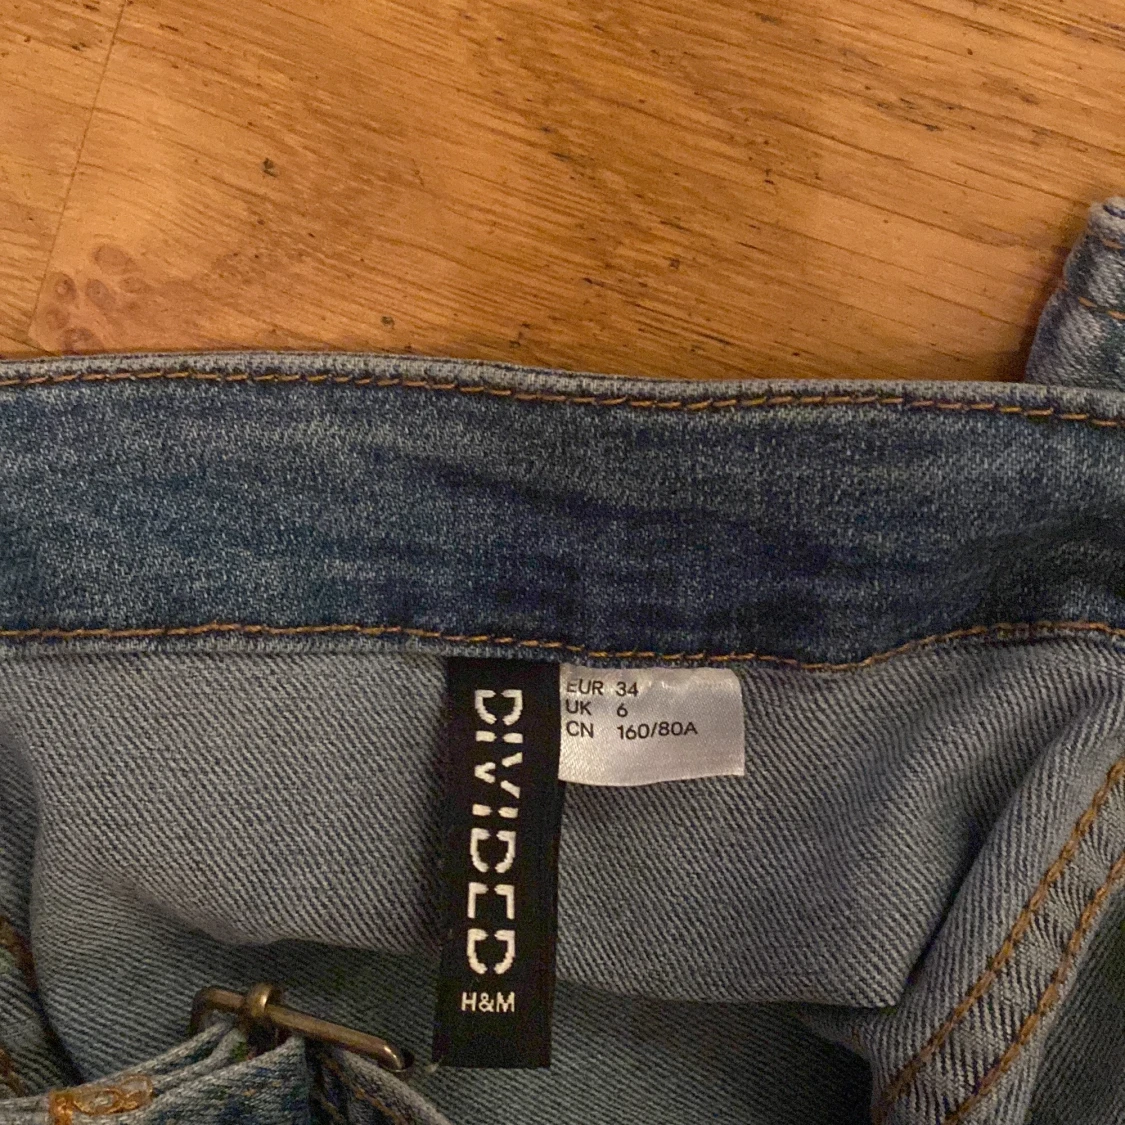 DIVIDED
H&M
EUR 34
UK 6
CN 160/80A